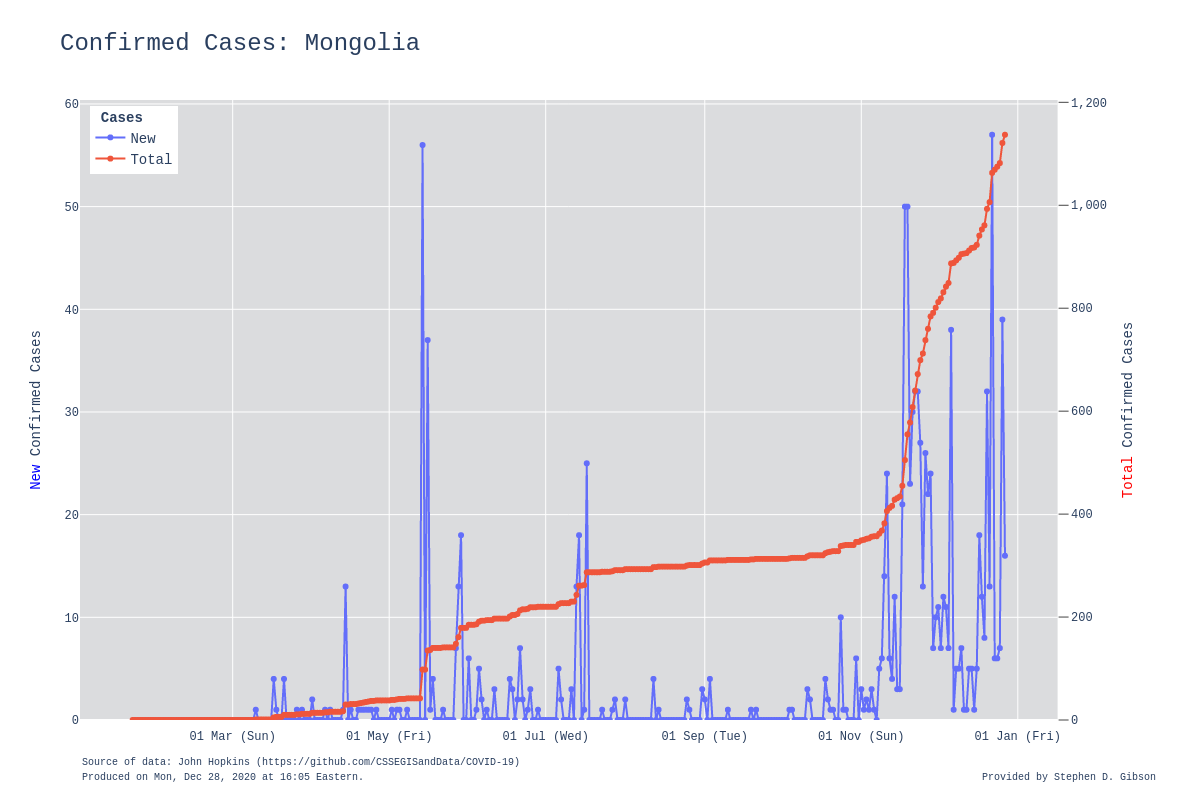 Confirmed Cases: Mongolia
Cases
New
Total
60
50
40
30
20
10
0
1,200
1,000
800
600
400
200
0
New Confirmed Cases
Total Confirmed Cases
01 Mar (Sun)
01 May (Fri)
01 Jul (Wed)
01 Sep (Tue)
01 Nov (Sun)
01 Jan (Fri)
Source of data: John Hopkins (https://github.com/CSSEGISandData/COVID-19)
Produced on Mon, Dec 28, 2020 at 16:05 Eastern.
Provided by Stephen D. Gibson